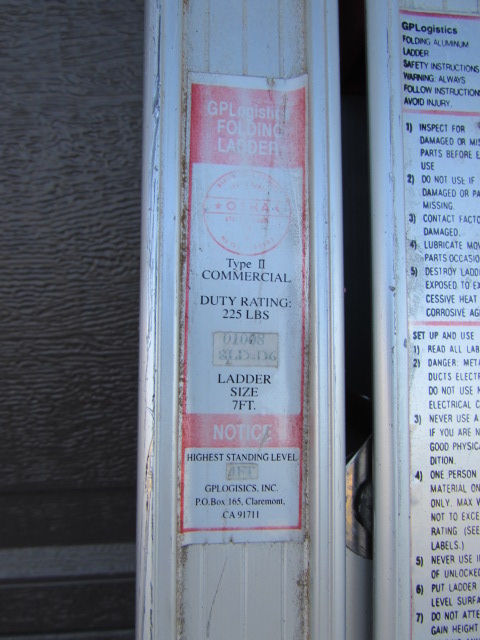 GPLogistics
FOLDING
LADDER
OSHA
Type II
COMMERCIAL
DUTY RATING:
225 LBS
01008
LADDER
SIZE
7FT.
NOTICE
HIGHEST STANDING LEVEL
4FT
GPLOGISICS, INC.
P.O.Box 165, Claremont,
CA 91711
GPLogistics
FOLDING ALUMINUM
LADDER
SAFETY INSTRUCTIONS
WARNING: ALWAYS
FOLLOW INSTRUCTION
AVOID INJURY.
1) INSPECT FOR
DAMAGED OR MIS
PARTS BEFORE E
USE
2) DO NOT USE IF
DAMAGED OR PA
MISSING.
3) CONTACT FACTO
DAMAGED.
4) LUBRICATE MOV
PARTS OCCASIO
5) DESTROY LADD
EXPOSED TO EX
CESSIVE HEAT
CORROSIVE AG
SET UP AND USE
1) READ ALL LAB
2) DANGER: META
DUCTS ELECTR
DO NOT USE N
ELECTRICAL C
3) NEVER USE A
IF YOU ARE N
GOOD PHYSICA
DITION.
4) ONE PERSON
MATERIAL ON
ONLY. MAX W
NOT TO EXCE
RATING (SEE
LABELS.)
5) NEVER USE I
OF UNLOCKED
6) PUT LADDER
LEVEL SURFA
7) DO NOT ATTE
GAIN HEIGHT